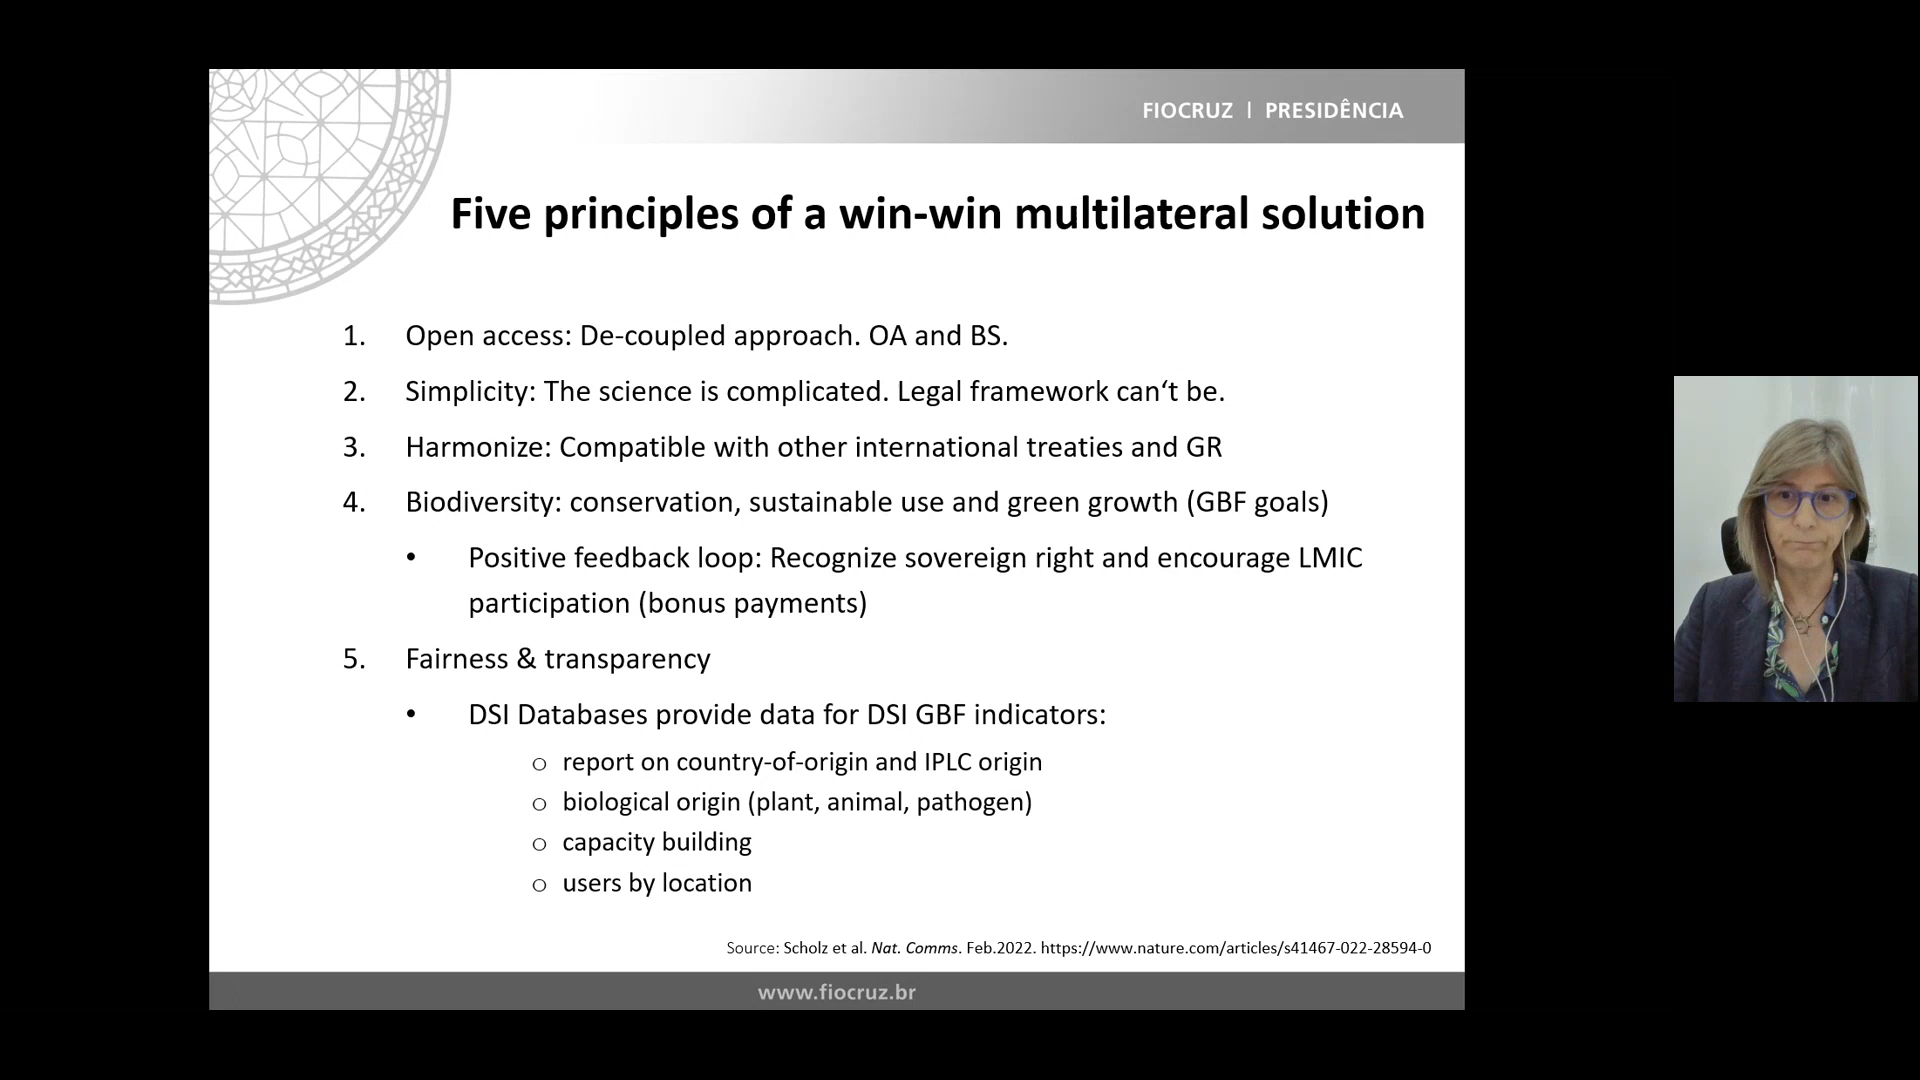 FIOCRUZ | PRESIDÊNCIA
Five principles of a win-win multilateral solution
1. Open access: De-coupled approach. OA and BS.
2. Simplicity: The science is complicated. Legal framework can‘t be.
3. Harmonize: Compatible with other international treaties and GR
4. Biodiversity: conservation, sustainable use and green growth (GBF goals)
• Positive feedback loop: Recognize sovereign right and encourage LMIC
participation (bonus payments)
5. Fairness & transparency
• DSI Databases provide data for DSI GBF indicators:
o report on country-of-origin and IPLC origin
o biological origin (plant, animal, pathogen)
o capacity building
o users by location
Source: Scholz et al. Nat. Comms. Feb.2022. https://www.nature.com/articles/s41467-022-28594-0
www.fiocruz.br